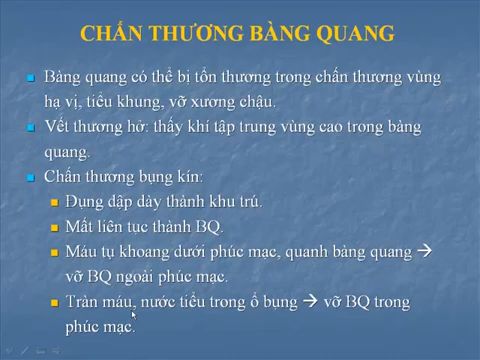 CHẤN THƯƠNG BÀNG QUANG
Bàng quang có thể bị tổn thương trong chấn thương vùng
hạ vị, tiểu khung, vỡ xương chậu.
Vết thương hở: thấy khí tập trung vùng cao trong bàng
quang.
Chấn thương bụng kín:
Đụng dập dày thành khu trú.
Mất liên tục thành BQ.
Máu tụ khoang dưới phúc mạc, quanh bàng quang →
vỡ BQ ngoài phúc mạc.
Tràn máu, nước tiểu trong ổ bụng → vỡ BQ trong
phúc mạc.